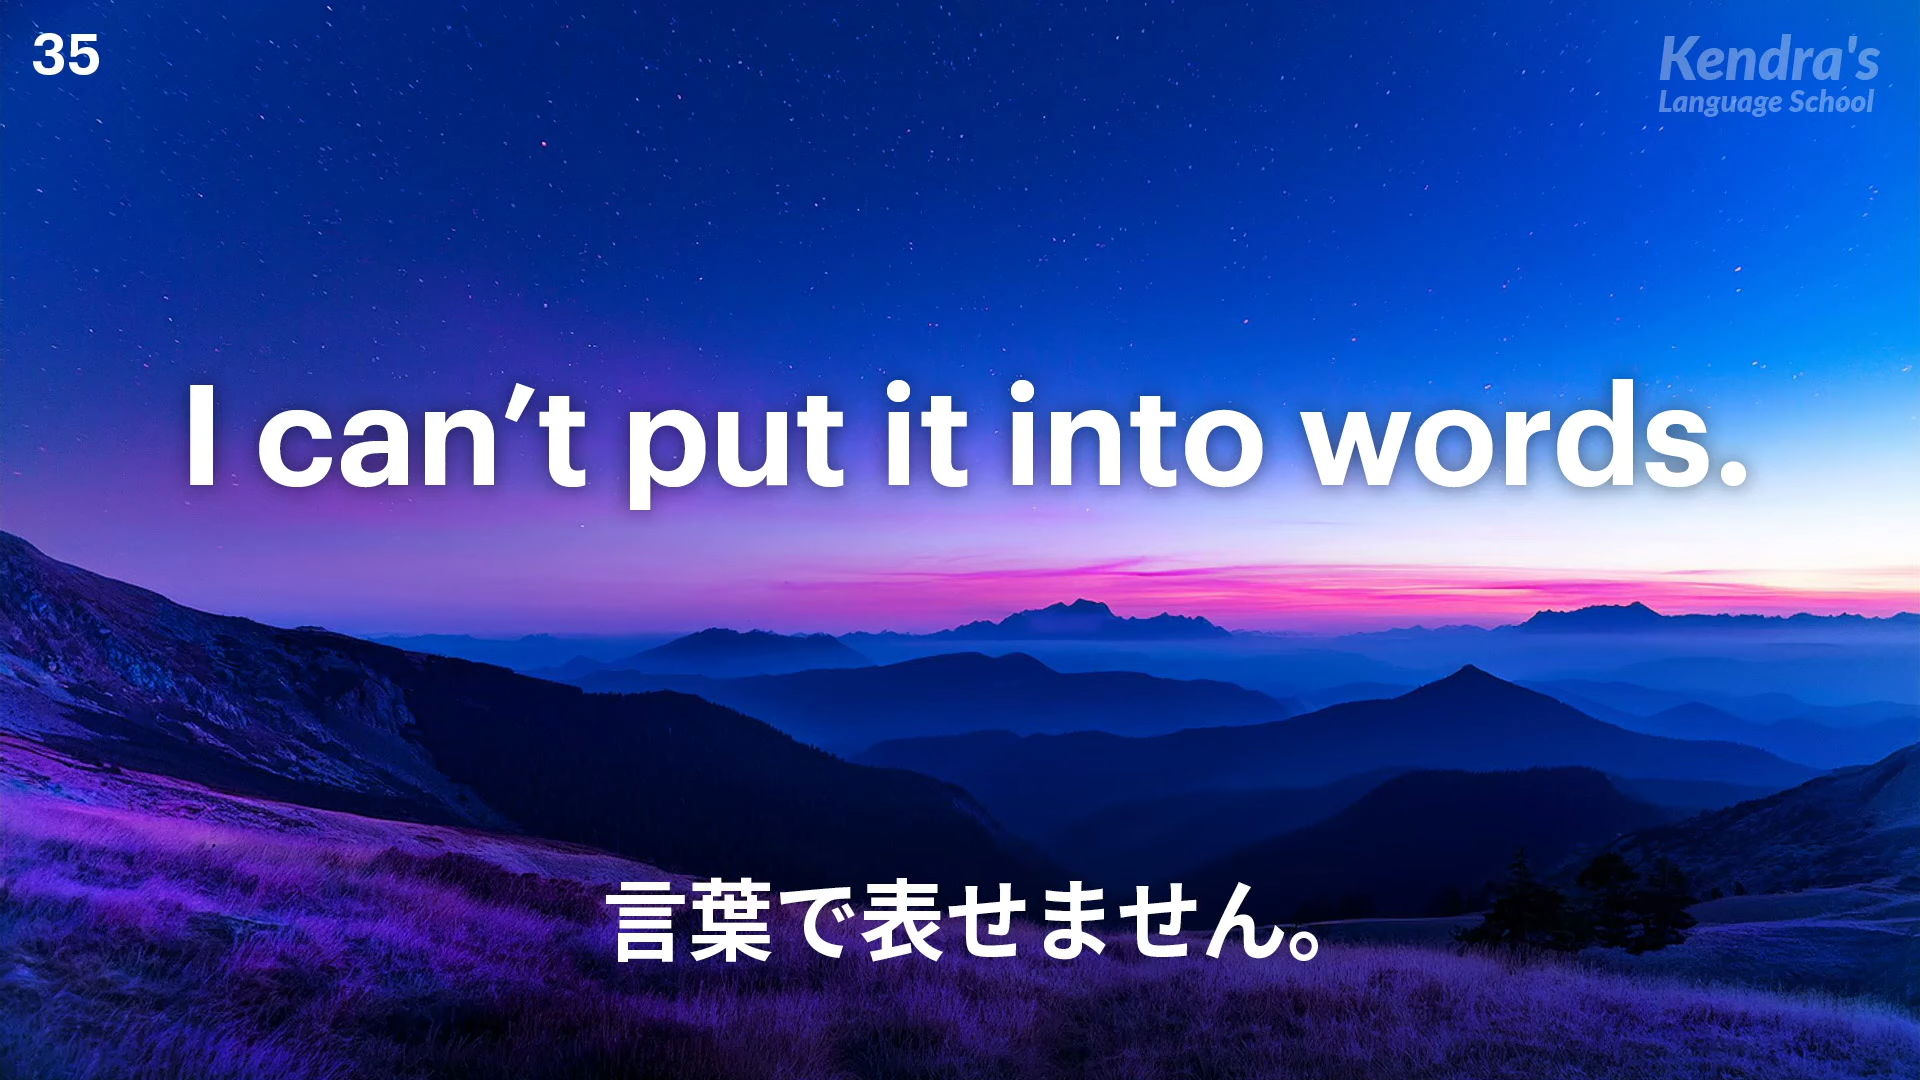 35
Kendra's
Language School
I can’t put it into words.
言葉で表せません。